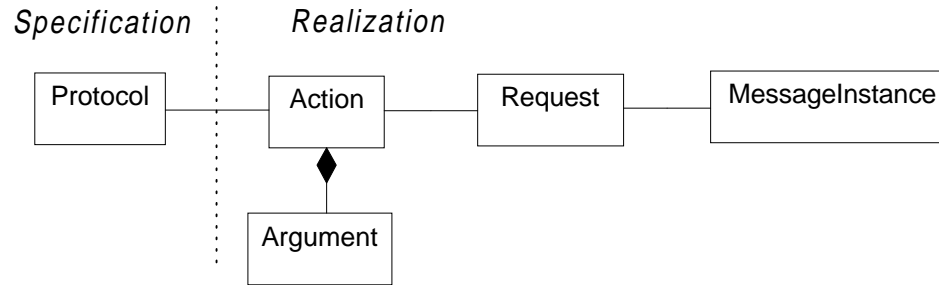 Specification Realization
Protocol Action Request MessageInstance
Argument